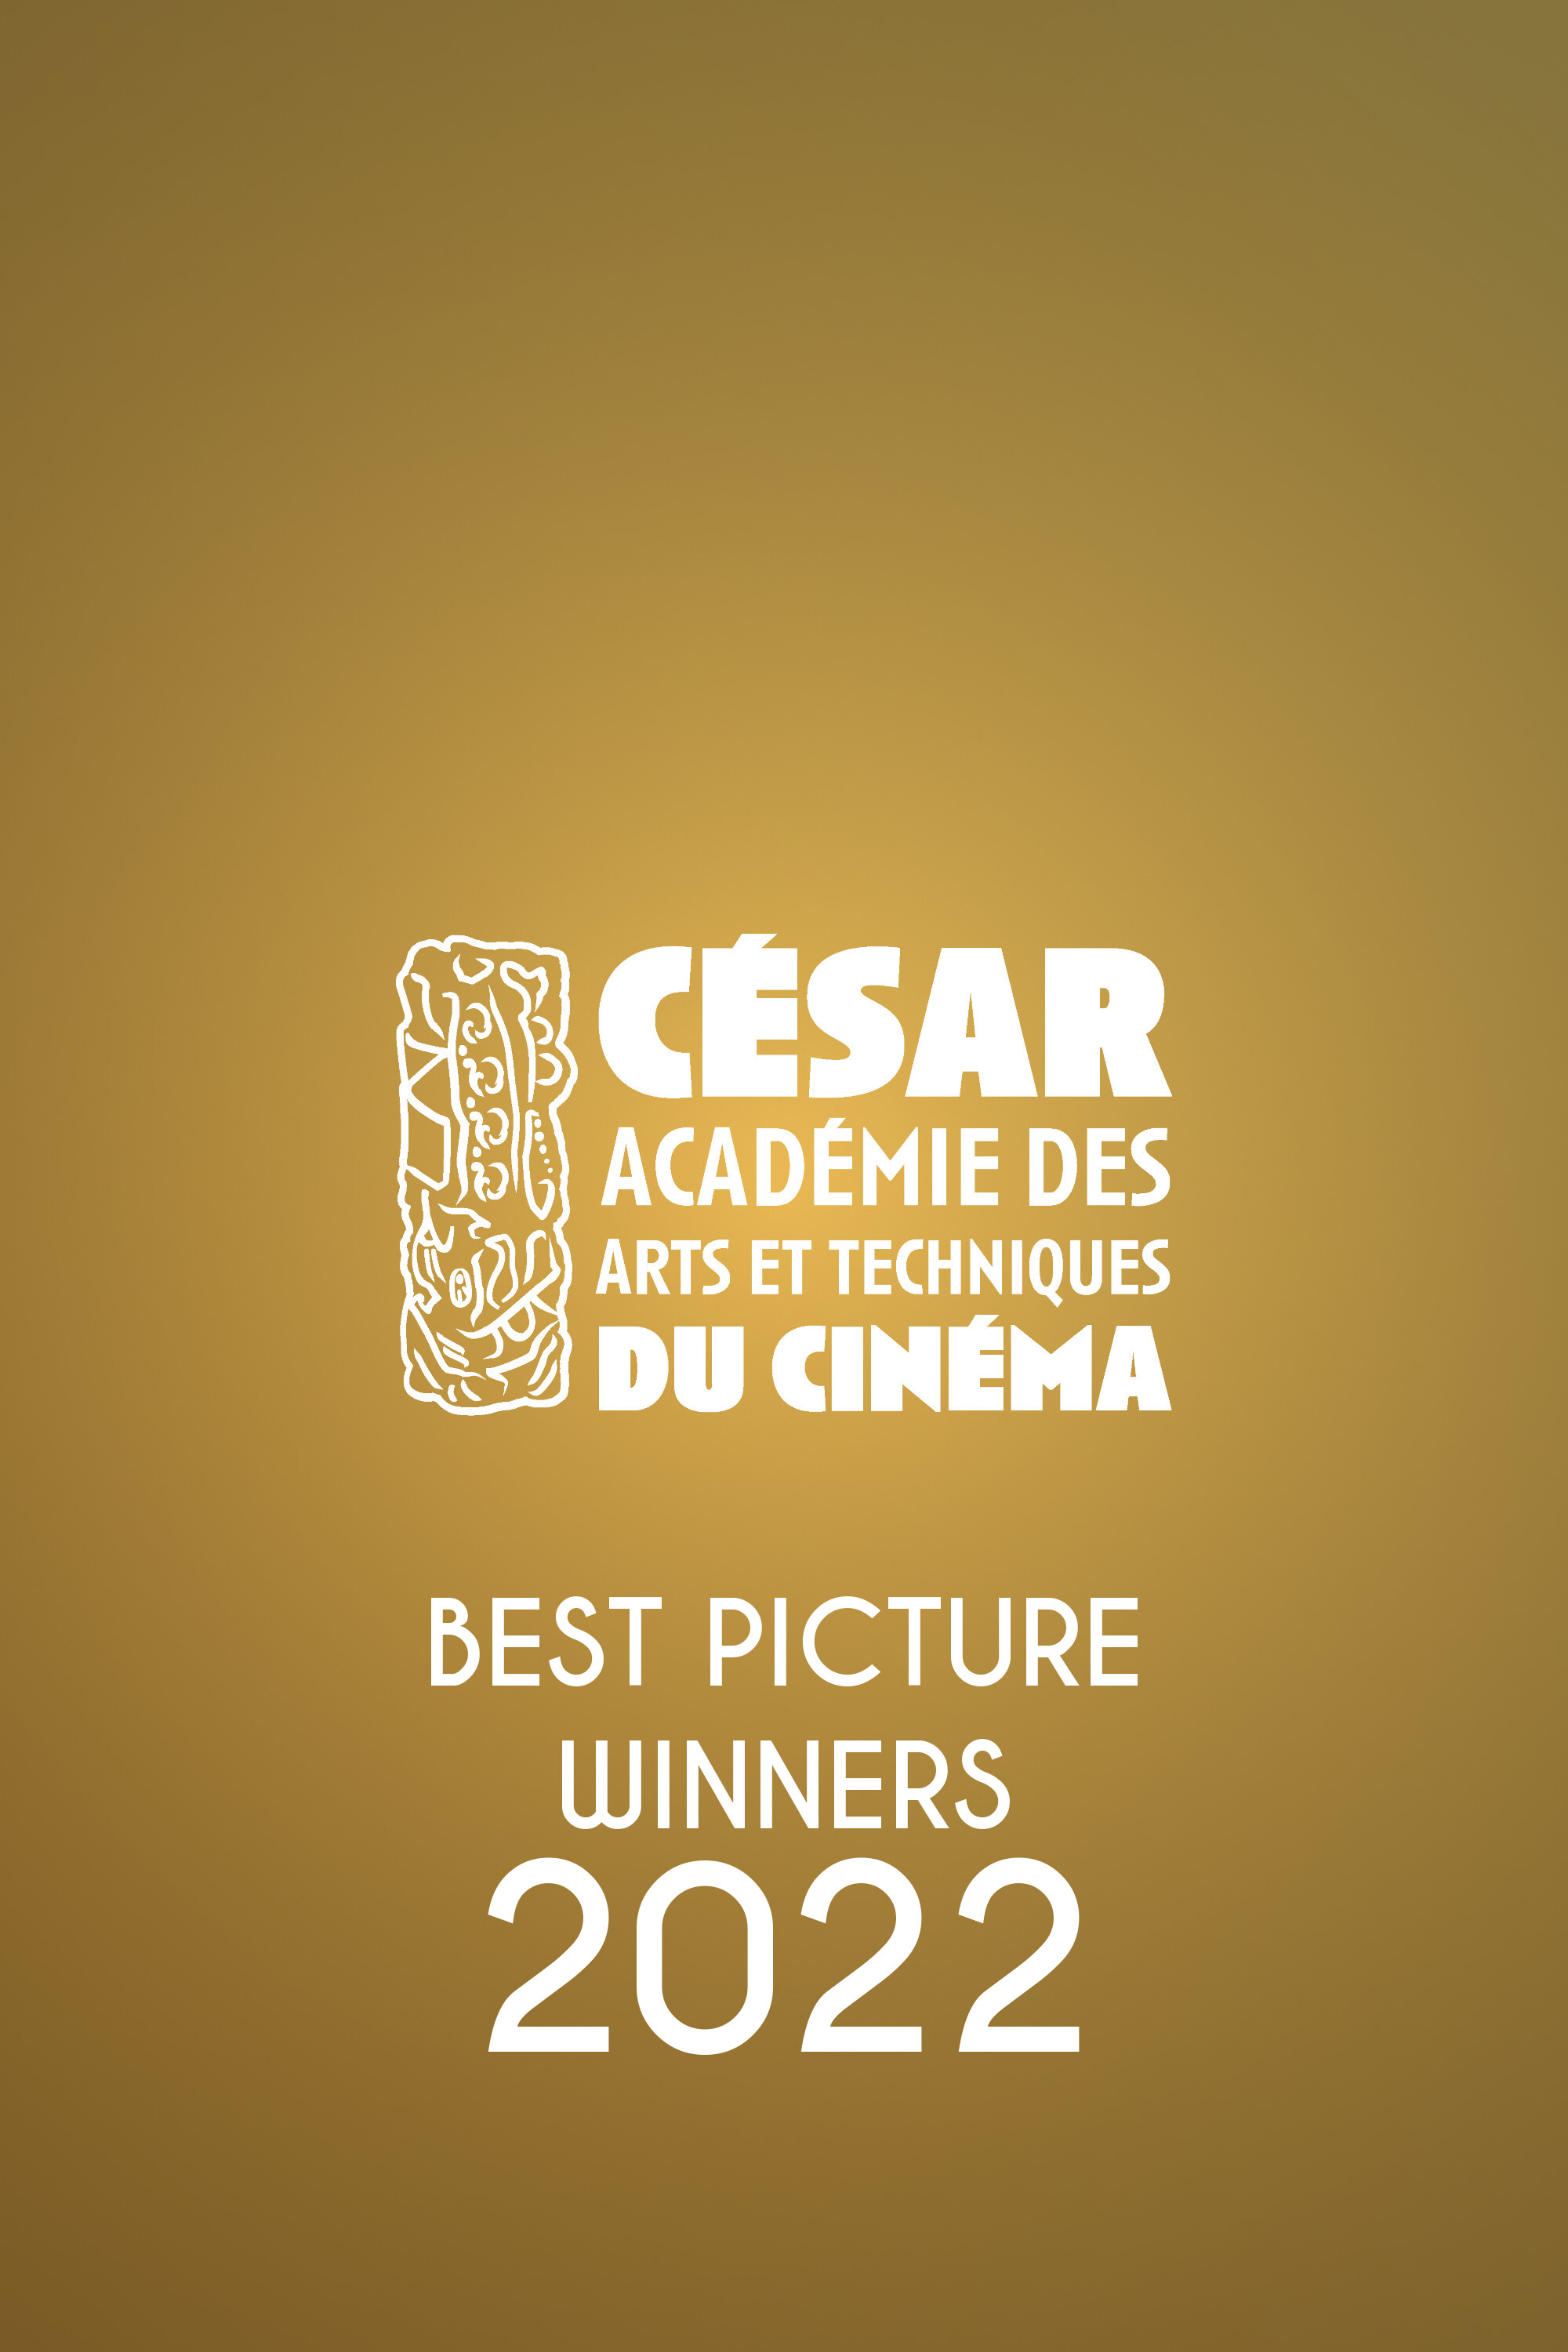 CÉSAR
ACADÉMIE DES
ARTS ET TECHNIQUES
DU CINÉMA
BEST PICTURE
WINNERS
2022